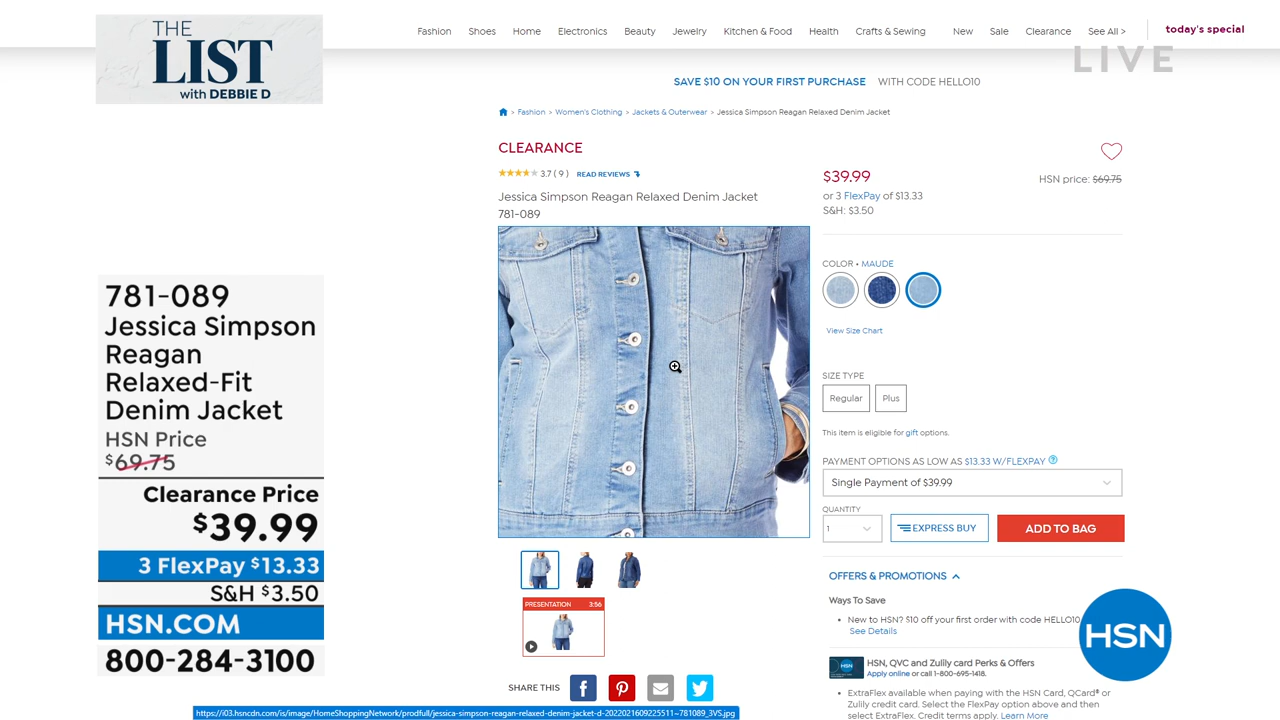 THE
LIST
with DEBBIE D
Fashion Shoes Home Electronics Beauty Jewelry Kitchen & Food Health Crafts & Sewing New Sale Clearance See All > today's special
LIVE
SAVE $10 ON YOUR FIRST PURCHASE WITH CODE HELLO10
> Fashion > Women's Clothing > Jackets & Outerwear > Jessica Simpson Reagan Relaxed Denim Jacket
CLEARANCE
3.7 ( 9 ) READ REVIEWS
Jessica Simpson Reagan Relaxed Denim Jacket
781-089
$39.99
HSN price: $69.75
or 3 FlexPay of $13.33
S&H: $3.50
COLOR • MAUDE
View Size Chart
SIZE TYPE
Regular Plus
This item is eligible for gift options.
PAYMENT OPTIONS AS LOW AS $13.33 W/FLEXPAY ?
Single Payment of $39.99
QUANTITY
1 EXPRESS BUY ADD TO BAG
OFFERS & PROMOTIONS
Ways To Save
• New to HSN? $10 off your first order with code HELLO10
See Details
HSN, QVC and Zulily card Perks & Offers
Apply online or call 1-800-695-1418.
• ExtraFlex available when paying with the HSN Card, QCard® or
Zulily credit card. Select the FlexPay option above and then
select ExtraFlex. Credit terms apply. Learn More
PRESENTATION 3:56
SHARE THIS
781-089
Jessica Simpson
Reagan
Relaxed-Fit
Denim Jacket
HSN Price
$69.75
Clearance Price
$39.99
3 FlexPay $13.33
S&H $3.50
HSN.COM
800-284-3100
HSN
https://i03.hsncdn.com/is/image/HomeShoppingNetwork/prodfull/jessica-simpson-reagan-relaxed-denim-jacket-d-2022021609225511~781089_3VS.jpg